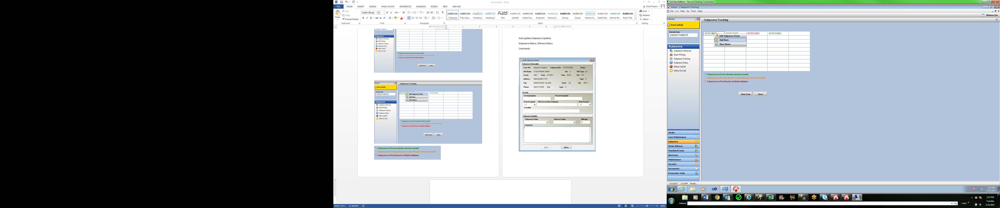 Document2 - Word
Kristi Pizano
FILE HOME INSERT DESIGN PAGE LAYOUT REFERENCES MAILINGS REVIEW VIEW ADD-INS
Paste
Cut
Copy
Format Painter
Clipboard
Calibri (Body) 11
Font
Paragraph
AaBbCcDc AaBbCcDc AaBbC( AaBbCc AaBl AaBbCcD AaBbCcDc AaBbCcDc AaBbCcDc AaBbCcDc AaBbCcDc AaBbCcDc AABBCCDC AABBCCDC AaBbCcDc
¶ Normal ¶ No Spac... Heading 1 Heading 2 Title Subtitle Subtle Em... Emphasis Intense E... Strong Quote Intense Q... Subtle Ref... Intense Re... Book Title
Styles
Find
Replace
Select
Editing
Subpoena
Subpoena Witnesses
Batch Printing
Subpoena Tracking
Subpoena Status
Officer Call Off
Officer On-Call
* - Subpoenas in Green denote save has occured
* - Subpoenas in Orange denote event in the past, save has occured
* - Subpoenas in Red denote not find in database
Clear Form Close
Selection
UserTaskList
Current Case
D0032017TM000175
Subpoena
Subpoena Witnesses
Batch Printing
Subpoena Tracking
Subpoena Status
Officer Call Off
Officer On-Call
Subpoena Tracking
Edit Subpoena Status
Add Note
View Notes
* - Subpoenas in Green denote save has occured
* - Subpoenas in Orange denote event in the past, save has occured
* - Subpoenas in Red denote not find in database
Clear Form Close
* - Subpoenas in Green denote save has occured
* - Subpoenas in Orange denote event in the past, save has occured
* - Subpoenas in Red denote not find in database
And update Subpoena Updates
Subpoena Status, Witness Status
Comments
Edit Subpoena Status
Subpoena Information
Case No: D0032017TM00017 Subpoena No: 181701310002 Status:
Wit Name: STADTERMAN, MARK No: 3 VW Type: LA
Event: JREV Date: 2/7/2017 Time: 08:30 Div: 101
Address: 6060 QUEBEC STR Type: H
City: GREENWOOD VILLAGE State: CO Zip: 80111
Phone: (303) 773-2525 Ext: Type: H
Served
Serving Agency Person Assigned
Date Assigned Who Served the Subpoena: Date Served
/ / / /
Location
Subpoena Updates
Subpoena Status Witness Status Mileage
0
Comments:
Save Close
PAGE 3 OF 3 21 WORDS
100%
win7profx86test - Remote Desktop Connection
Action - [ Subpoena Tracking]
File Edit View Go Tools Help
Witness List
Selection
UserTaskList
Current Case
D0032017TM000175
Subpoena
Subpoena Witnesses
Batch Printing
Subpoena Tracking
Subpoena Status
Officer Call Off
Officer On-Call
Intake
Case Maintenance
Subpoena
Victim Witness
Mandated Costs
Discovery
Maintenance
Security
Documents
Prosecutor Tools
Subpoena Tracking
181701310021 181701310003
Edit Subpoena Status
Add Note
View Notes
* - Subpoenas in Green denote save has occured
* - Subpoenas in Orange denote event in the past, save has occured
* - Subpoenas in Red denote not find in database
Clear Form Close
1/31/2017 1:53 PM Ready...
1:53 PM
1/31/2017
Address
Links
1:53 PM
Tuesday
1/31/2017